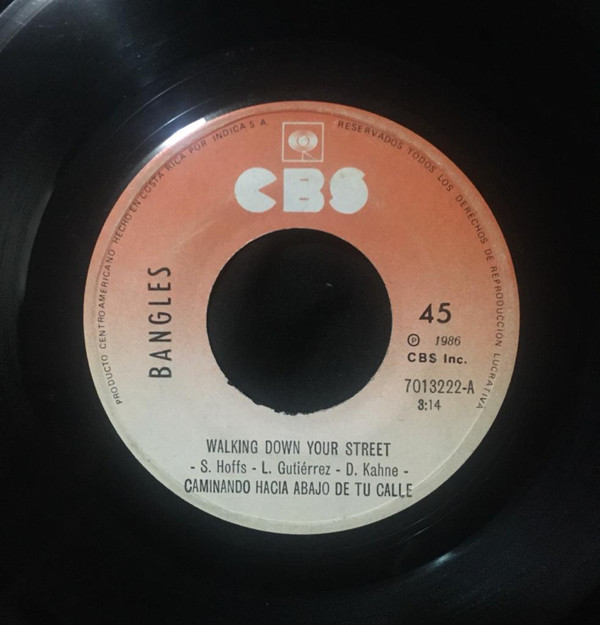 PRODUCTO CENTROAMERICANO HECHO EN COSTA RICA POR INDICA S A.
RESERVADOS TODOS LOS DERECHOS DE REPRODUCCION LUCRATIVA
CBS
BANGLES
45
Ⓟ 1986
CBS Inc.
7013222-A
3:14
WALKING DOWN YOUR STREET
- S. Hoffs - L. Gutiérrez - D. Kahne -
CAMINANDO HACIA ABAJO DE TU CALLE